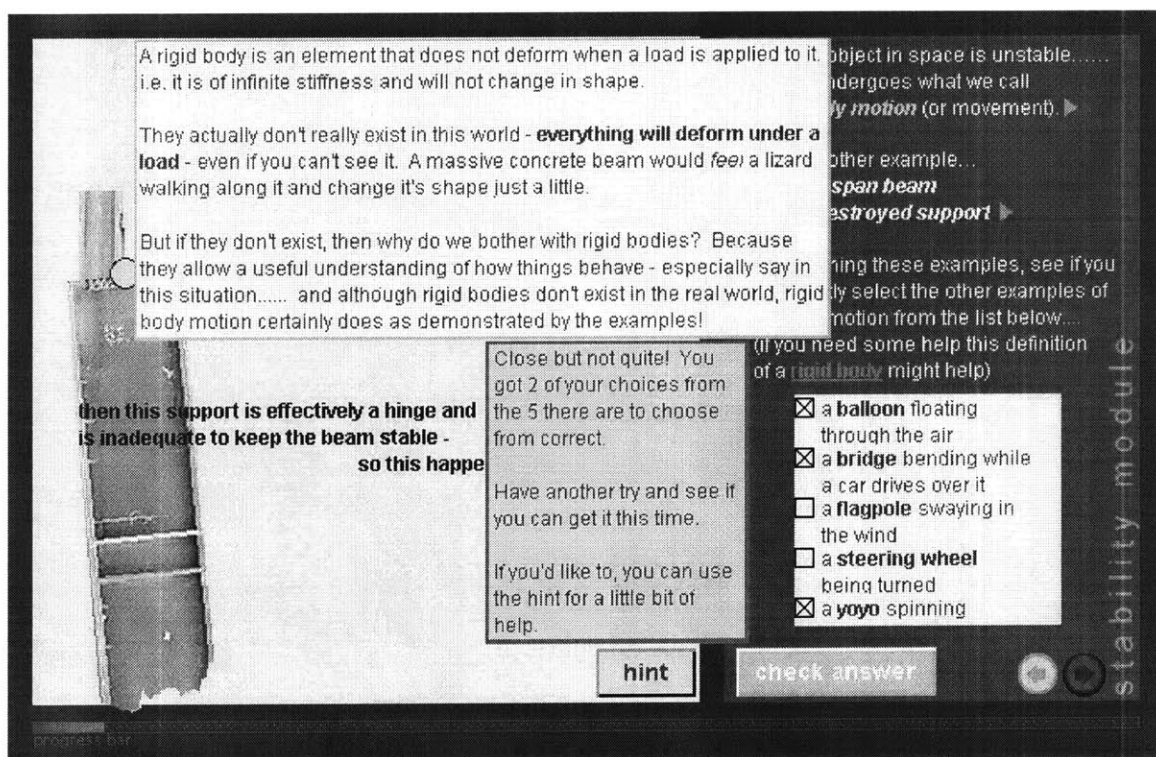 A rigid body is an element that does not deform when a load is applied to it.
i.e. it is of infinite stiffness and will not change in shape.
They actually don't really exist in this world - everything will deform under a
load - even if you can't see it. A massive concrete beam would feel a lizard
walking along it and change it's shape just a little.
But if they don't exist, then why do we bother with rigid bodies? Because
they allow a useful understanding of how things behave - especially say in
this situation...... and although rigid bodies don't exist in the real world, rigid
body motion certainly does as demonstrated by the examples!
object in space is unstable......
ndergoes what we call
ly motion (or movement).
other example...
span beam
estroyed support
ning these examples, see if you
tly select the other examples of
motion from the list below....
(if you need some help this definition
of a rigid body might help)
then this support is effectively a hinge and
is inadequate to keep the beam stable -
so this happe
Close but not quite! You
got 2 of your choices from
the 5 there are to choose
from correct.
Have another try and see if
you can get it this time.
If you'd like to, you can use
the hint for a little bit of
help.
a balloon floating
through the air
a bridge bending while
a car drives over it
a flagpole swaying in
the wind
a steering wheel
being turned
a yoyo spinning
hint
check answer
stability module
progress bar